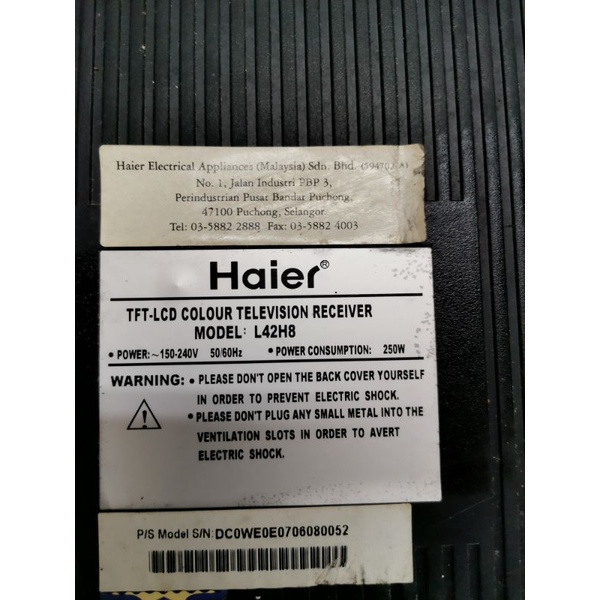 Haier Electrical Appliances (Malaysia) Sdn. Bhd.
No. 1, Jalan Industri PBP 3,
Perindustrian Pusat Bandar Puchong,
47100 Puchong, Selangor
Tel: 03-5882 2888 Fax: 03-5882 4003
Haier®
TFT-LCD COLOUR TELEVISION RECEIVER
MODEL: L42H8
• POWER: ~150-240V 50/60Hz • POWER CONSUMPTION: 250W
WARNING: • PLEASE DON'T OPEN THE BACK COVER YOURSELF
IN ORDER TO PREVENT ELECTRIC SHOCK.
• PLEASE DON'T PLUG ANY SMALL METAL INTO THE
VENTILATION SLOTS IN ORDER TO AVERT
ELECTRIC SHOCK.
P/S Model S/N: DC0WE0E0706080052